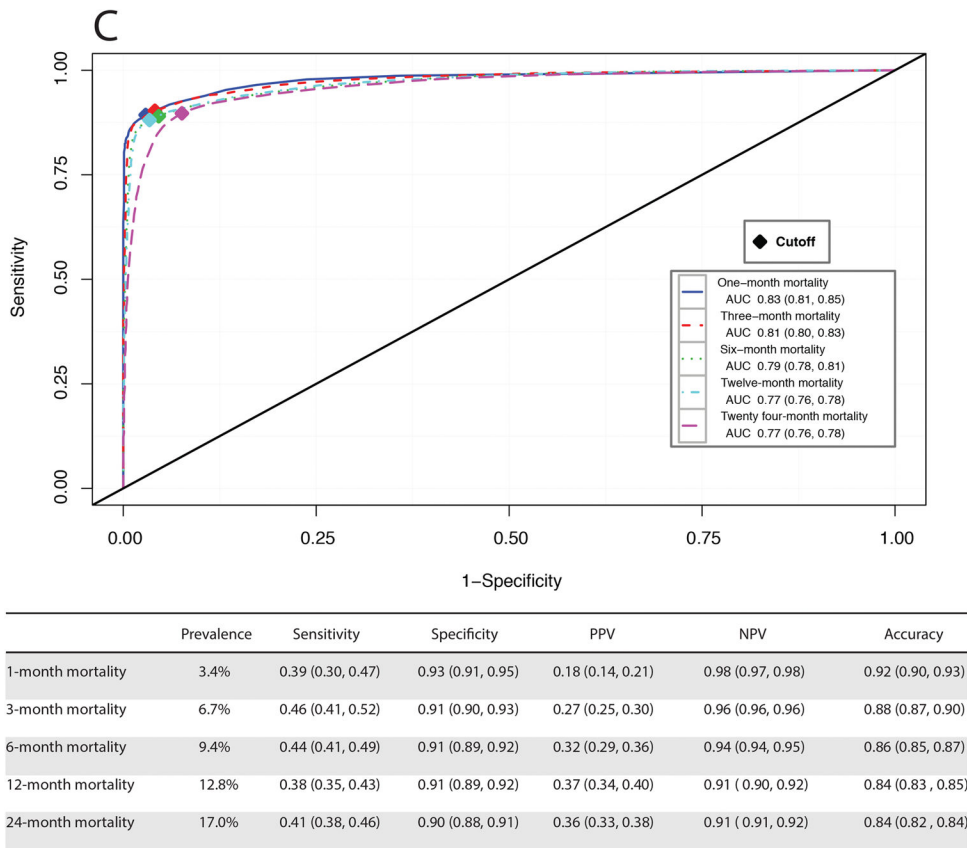 C
1.00
0.75
0.50
0.25
0.00
Sensitivity
Cutoff
One−month mortality
AUC 0.83 (0.81, 0.85)
Three−month mortality
AUC 0.81 (0.80, 0.83)
Six−month mortality
AUC 0.79 (0.78, 0.81)
Twelve−month mortality
AUC 0.77 (0.76, 0.78)
Twenty four−month mortality
AUC 0.77 (0.76, 0.78)
0.00 0.25 0.50 0.75 1.00
1−Specificity
Prevalence Sensitivity Specificity PPV NPV Accuracy
1-month mortality 3.4% 0.39 (0.30, 0.47) 0.93 (0.91, 0.95) 0.18 (0.14, 0.21) 0.98 (0.97, 0.98) 0.92 (0.90, 0.93)
3-month mortality 6.7% 0.46 (0.41, 0.52) 0.91 (0.90, 0.93) 0.27 (0.25, 0.30) 0.96 (0.96, 0.96) 0.88 (0.87, 0.90)
6-month mortality 9.4% 0.44 (0.41, 0.49) 0.91 (0.89, 0.92) 0.32 (0.29, 0.36) 0.94 (0.94, 0.95) 0.86 (0.85, 0.87)
12-month mortality 12.8% 0.38 (0.35, 0.43) 0.91 (0.89, 0.92) 0.37 (0.34, 0.40) 0.91 ( 0.90, 0.92) 0.84 (0.83 , 0.85)
24-month mortality 17.0% 0.41 (0.38, 0.46) 0.90 (0.88, 0.91) 0.36 (0.33, 0.38) 0.91 ( 0.91, 0.92) 0.84 (0.82 , 0.84)